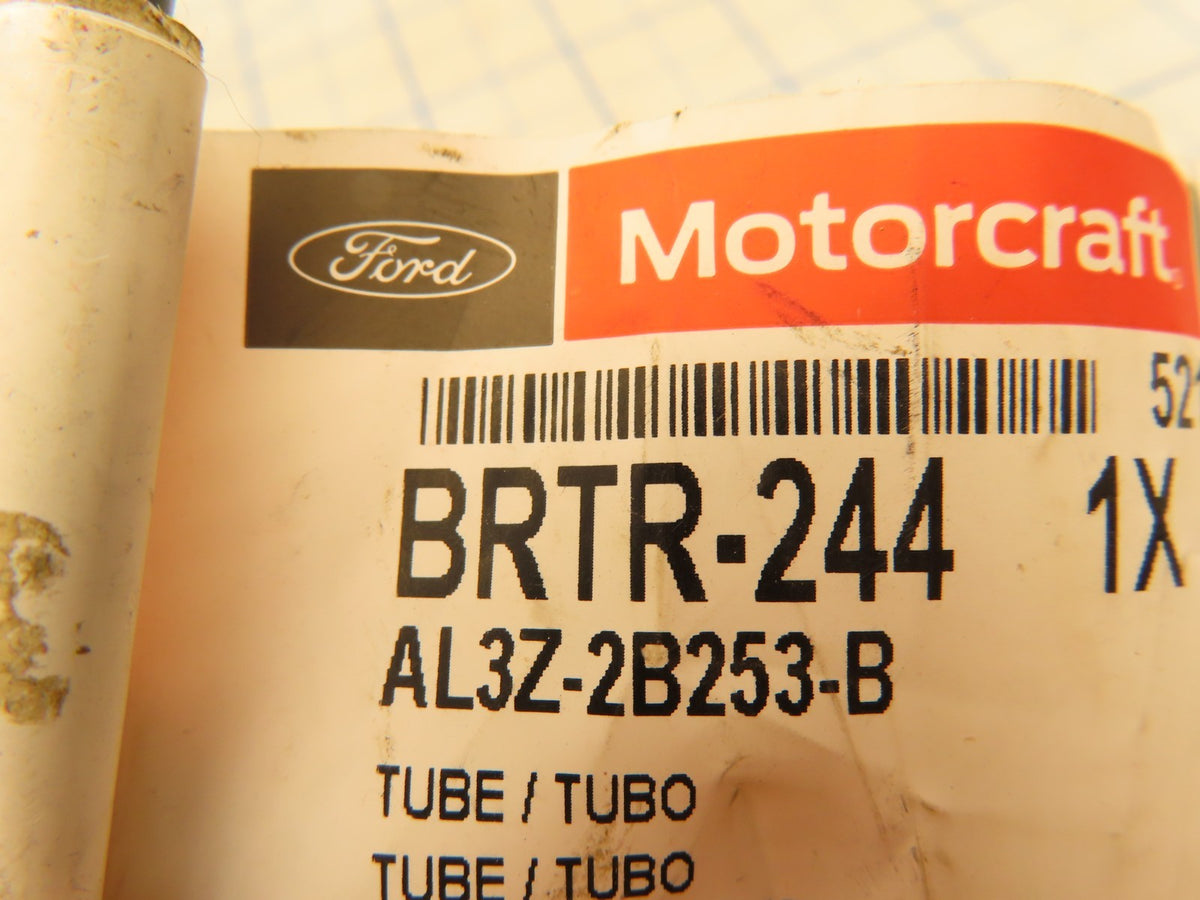 Ford Motorcraft
52
BRTR-244 1X
AL3Z-2B253-B
TUBE / TUBO
TUBE / TUBO